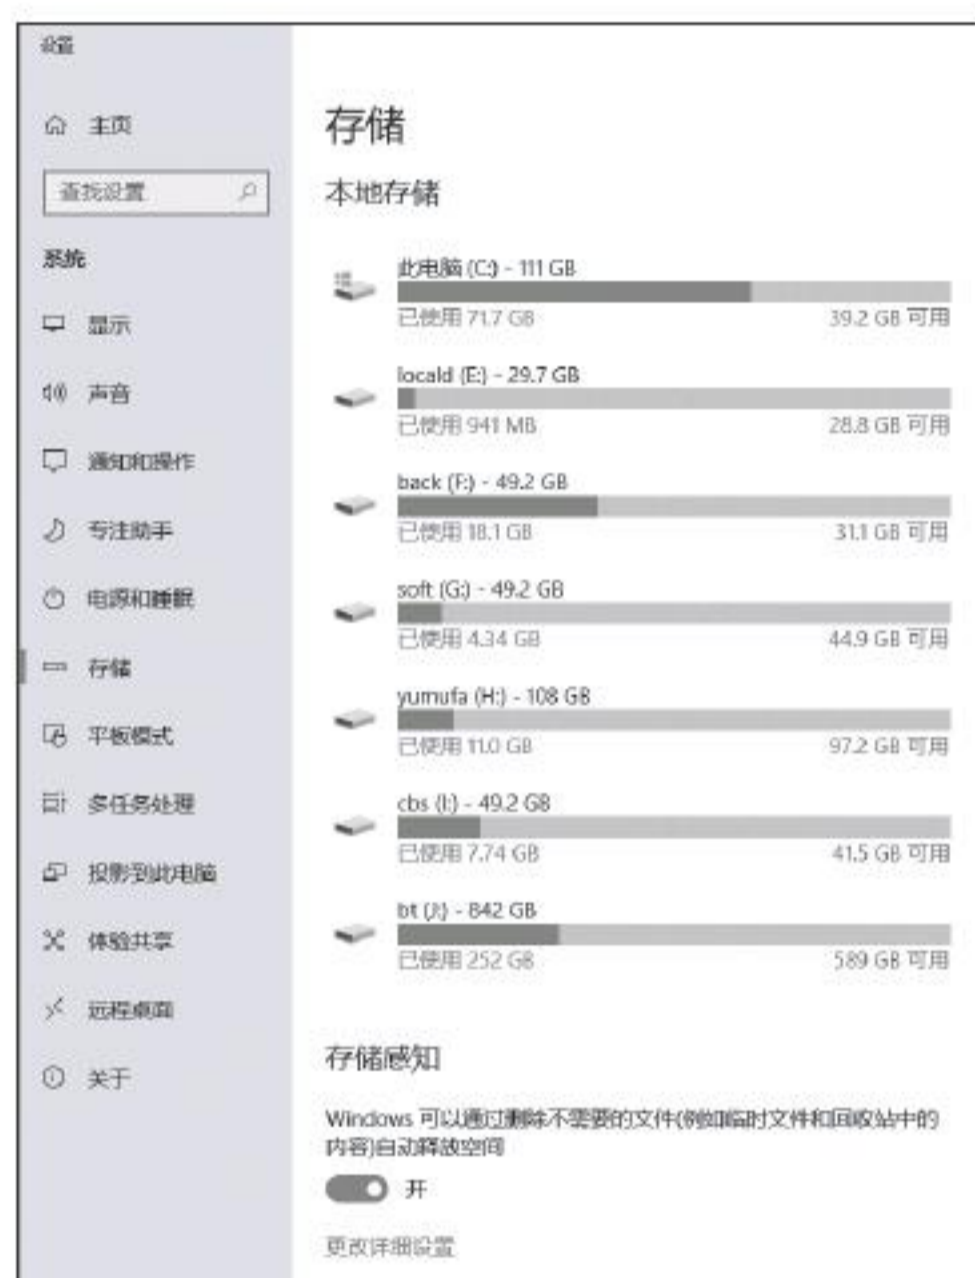 设置
主页
查找设置
系统
显示
声音
通知和操作
专注助手
电源和睡眠
存储
平板模式
多任务处理
投影到此电脑
体验共享
远程桌面
关于
存储
本地存储
此电脑 (C:) - 111 GB
已使用 71.7 GB
39.2 GB 可用
locald (E:) - 29.7 GB
已使用 941 MB
28.8 GB 可用
back (F:) - 49.2 GB
已使用 18.1 GB
31.1 GB 可用
soft (G:) - 49.2 GB
已使用 4.34 GB
44.9 GB 可用
yumufa (H:) - 108 GB
已使用 11.0 GB
97.2 GB 可用
cbs (I:) - 49.2 GB
已使用 7.74 GB
41.5 GB 可用
bt (J:) - 842 GB
已使用 252 GB
589 GB 可用
存储感知
Windows 可以通过删除不需要的文件(例如临时文件和回收站中的
内容)自动释放空间
开
更改详细设置